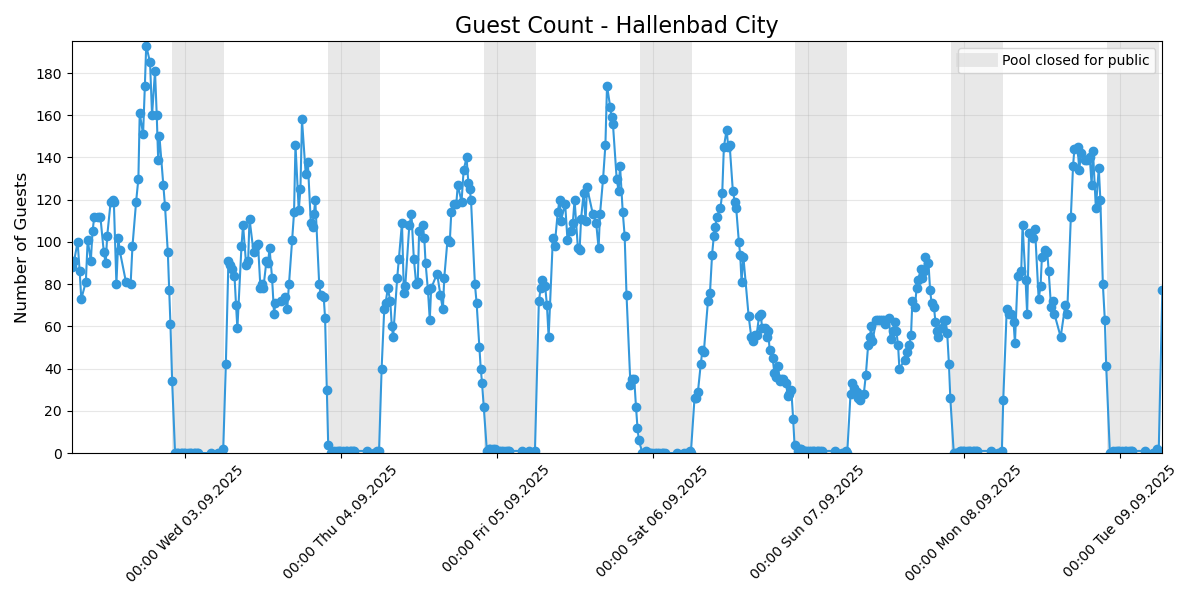 Guest Count - Hallenbad City
Pool closed for public
Number of Guests
180
160
140
120
100
80
60
40
20
0
00:00 Wed 03.09.2025
00:00 Thu 04.09.2025
00:00 Fri 05.09.2025
00:00 Sat 06.09.2025
00:00 Sun 07.09.2025
00:00 Mon 08.09.2025
00:00 Tue 09.09.2025